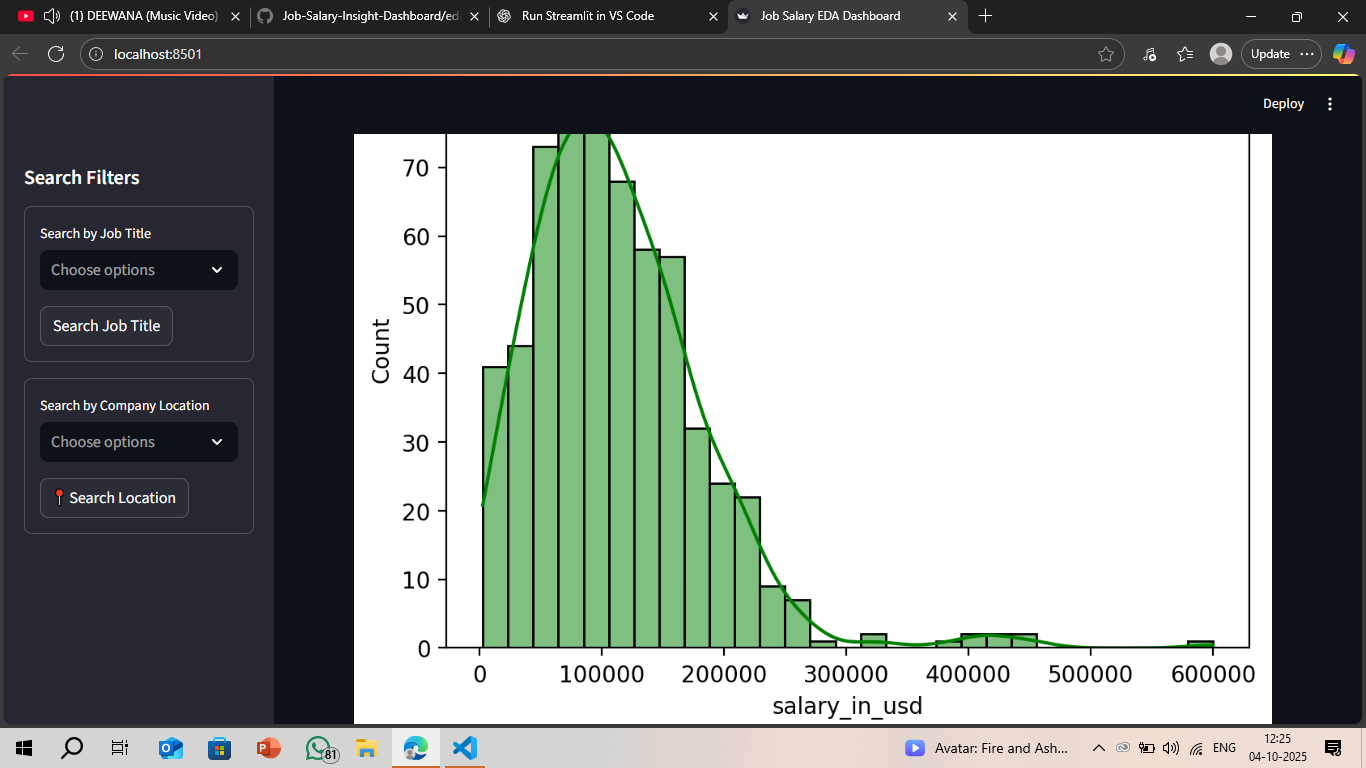 (1) DEEWANA (Music Video)
Job-Salary-Insight-Dashboard/ed
Run Streamlit in VS Code
Job Salary EDA Dashboard
localhost:8501
Update
Deploy
Search Filters
Search by Job Title
Choose options
Search Job Title
Search by Company Location
Choose options
Search Location
Count
70
60
50
40
30
20
10
0
0 100000 200000 300000 400000 500000 600000
salary_in_usd
81
Avatar: Fire and Ash...
ENG
12:25
04-10-2025